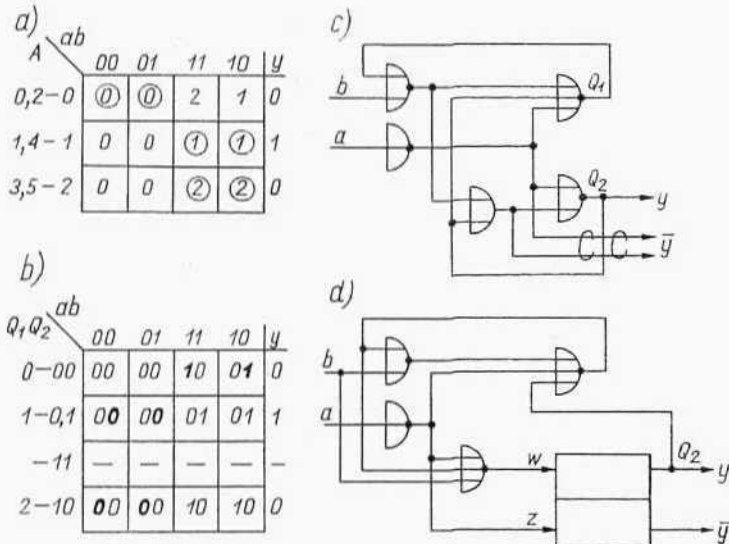 a)
ab
A
00 01 11 10 y
0,2–0 0 0 2 1 0
1,4–1 0 0 1 1 1
3,5–2 0 0 2 2 0
b)
ab
Q1Q2
00 01 11 10 y
0–00 00 00 10 01 0
1–0,1 00 00 01 01 1
–11 — — — — –
2–10 00 00 10 10 0
c)
b
Q1
a
Q2
y
ȳ
d)
b
a
w
Q2
y
z
ȳ